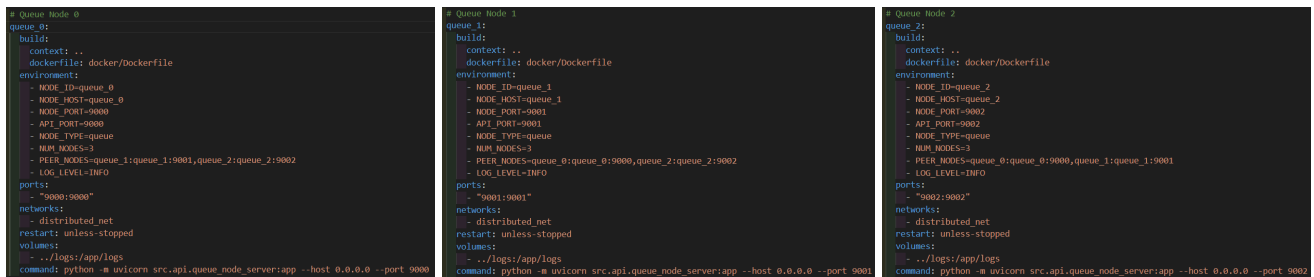 # Queue Node 0
queue_0:
build:
context: ..
dockerfile: docker/Dockerfile
environment:
- NODE_ID=queue_0
- NODE_HOST=queue_0
- NODE_PORT=9000
- API_PORT=9000
- NODE_TYPE=queue
- NUM_NODES=3
- PEER_NODES=queue_1:queue_1:9001,queue_2:queue_2:9002
- LOG_LEVEL=INFO
ports:
- "9000:9000"
networks:
- distributed_net
restart: unless-stopped
volumes:
- ../logs:/app/logs
command: python -m uvicorn src.api.queue_node_server:app --host 0.0.0.0 --port 9000
# Queue Node 1
queue_1:
build:
context: ..
dockerfile: docker/Dockerfile
environment:
- NODE_ID=queue_1
- NODE_HOST=queue_1
- NODE_PORT=9001
- API_PORT=9001
- NODE_TYPE=queue
- NUM_NODES=3
- PEER_NODES=queue_0:queue_0:9000,queue_2:queue_2:9002
- LOG_LEVEL=INFO
ports:
- "9001:9001"
networks:
- distributed_net
restart: unless-stopped
volumes:
- ../logs:/app/logs
command: python -m uvicorn src.api.queue_node_server:app --host 0.0.0.0 --port 9001
# Queue Node 2
queue_2:
build:
context: ..
dockerfile: docker/Dockerfile
environment:
- NODE_ID=queue_2
- NODE_HOST=queue_2
- NODE_PORT=9002
- API_PORT=9002
- NODE_TYPE=queue
- NUM_NODES=3
- PEER_NODES=queue_0:queue_0:9000,queue_1:queue_1:9001
- LOG_LEVEL=INFO
ports:
- "9002:9002"
networks:
- distributed_net
restart: unless-stopped
volumes:
- ../logs:/app/logs
command: python -m uvicorn src.api.queue_node_server:app --host 0.0.0.0 --port 9002